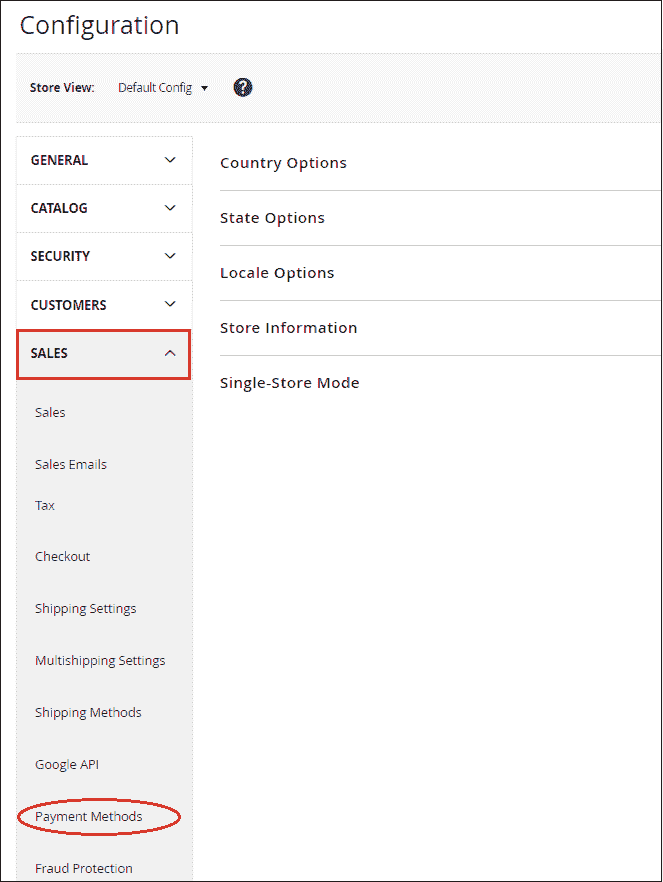 Configuration
Store View: Default Config ?
GENERAL
CATALOG
SECURITY
CUSTOMERS
SALES
Sales
Sales Emails
Tax
Checkout
Shipping Settings
Multishipping Settings
Shipping Methods
Google API
Payment Methods
Fraud Protection
Country Options
State Options
Locale Options
Store Information
Single-Store Mode